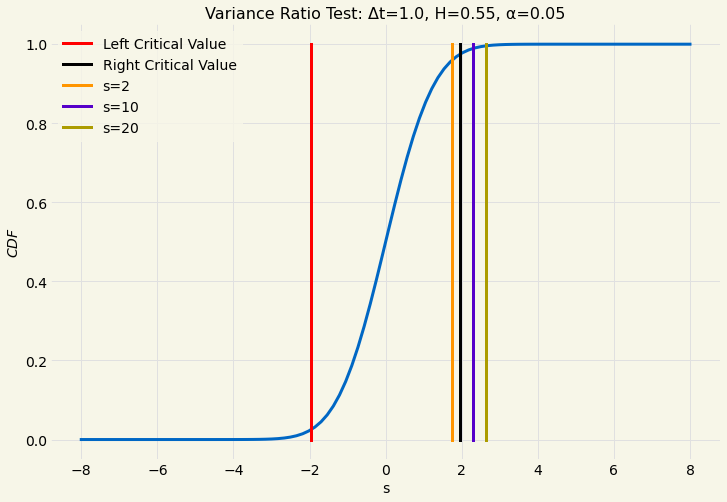 Variance Ratio Test: Δt=1.0, H=0.55, α=0.05
Left Critical Value
Right Critical Value
s=2
s=10
s=20
1.0
0.8
0.6
0.4
0.2
0.0
CDF
−8 −6 −4 −2 0 2 4 6 8
s